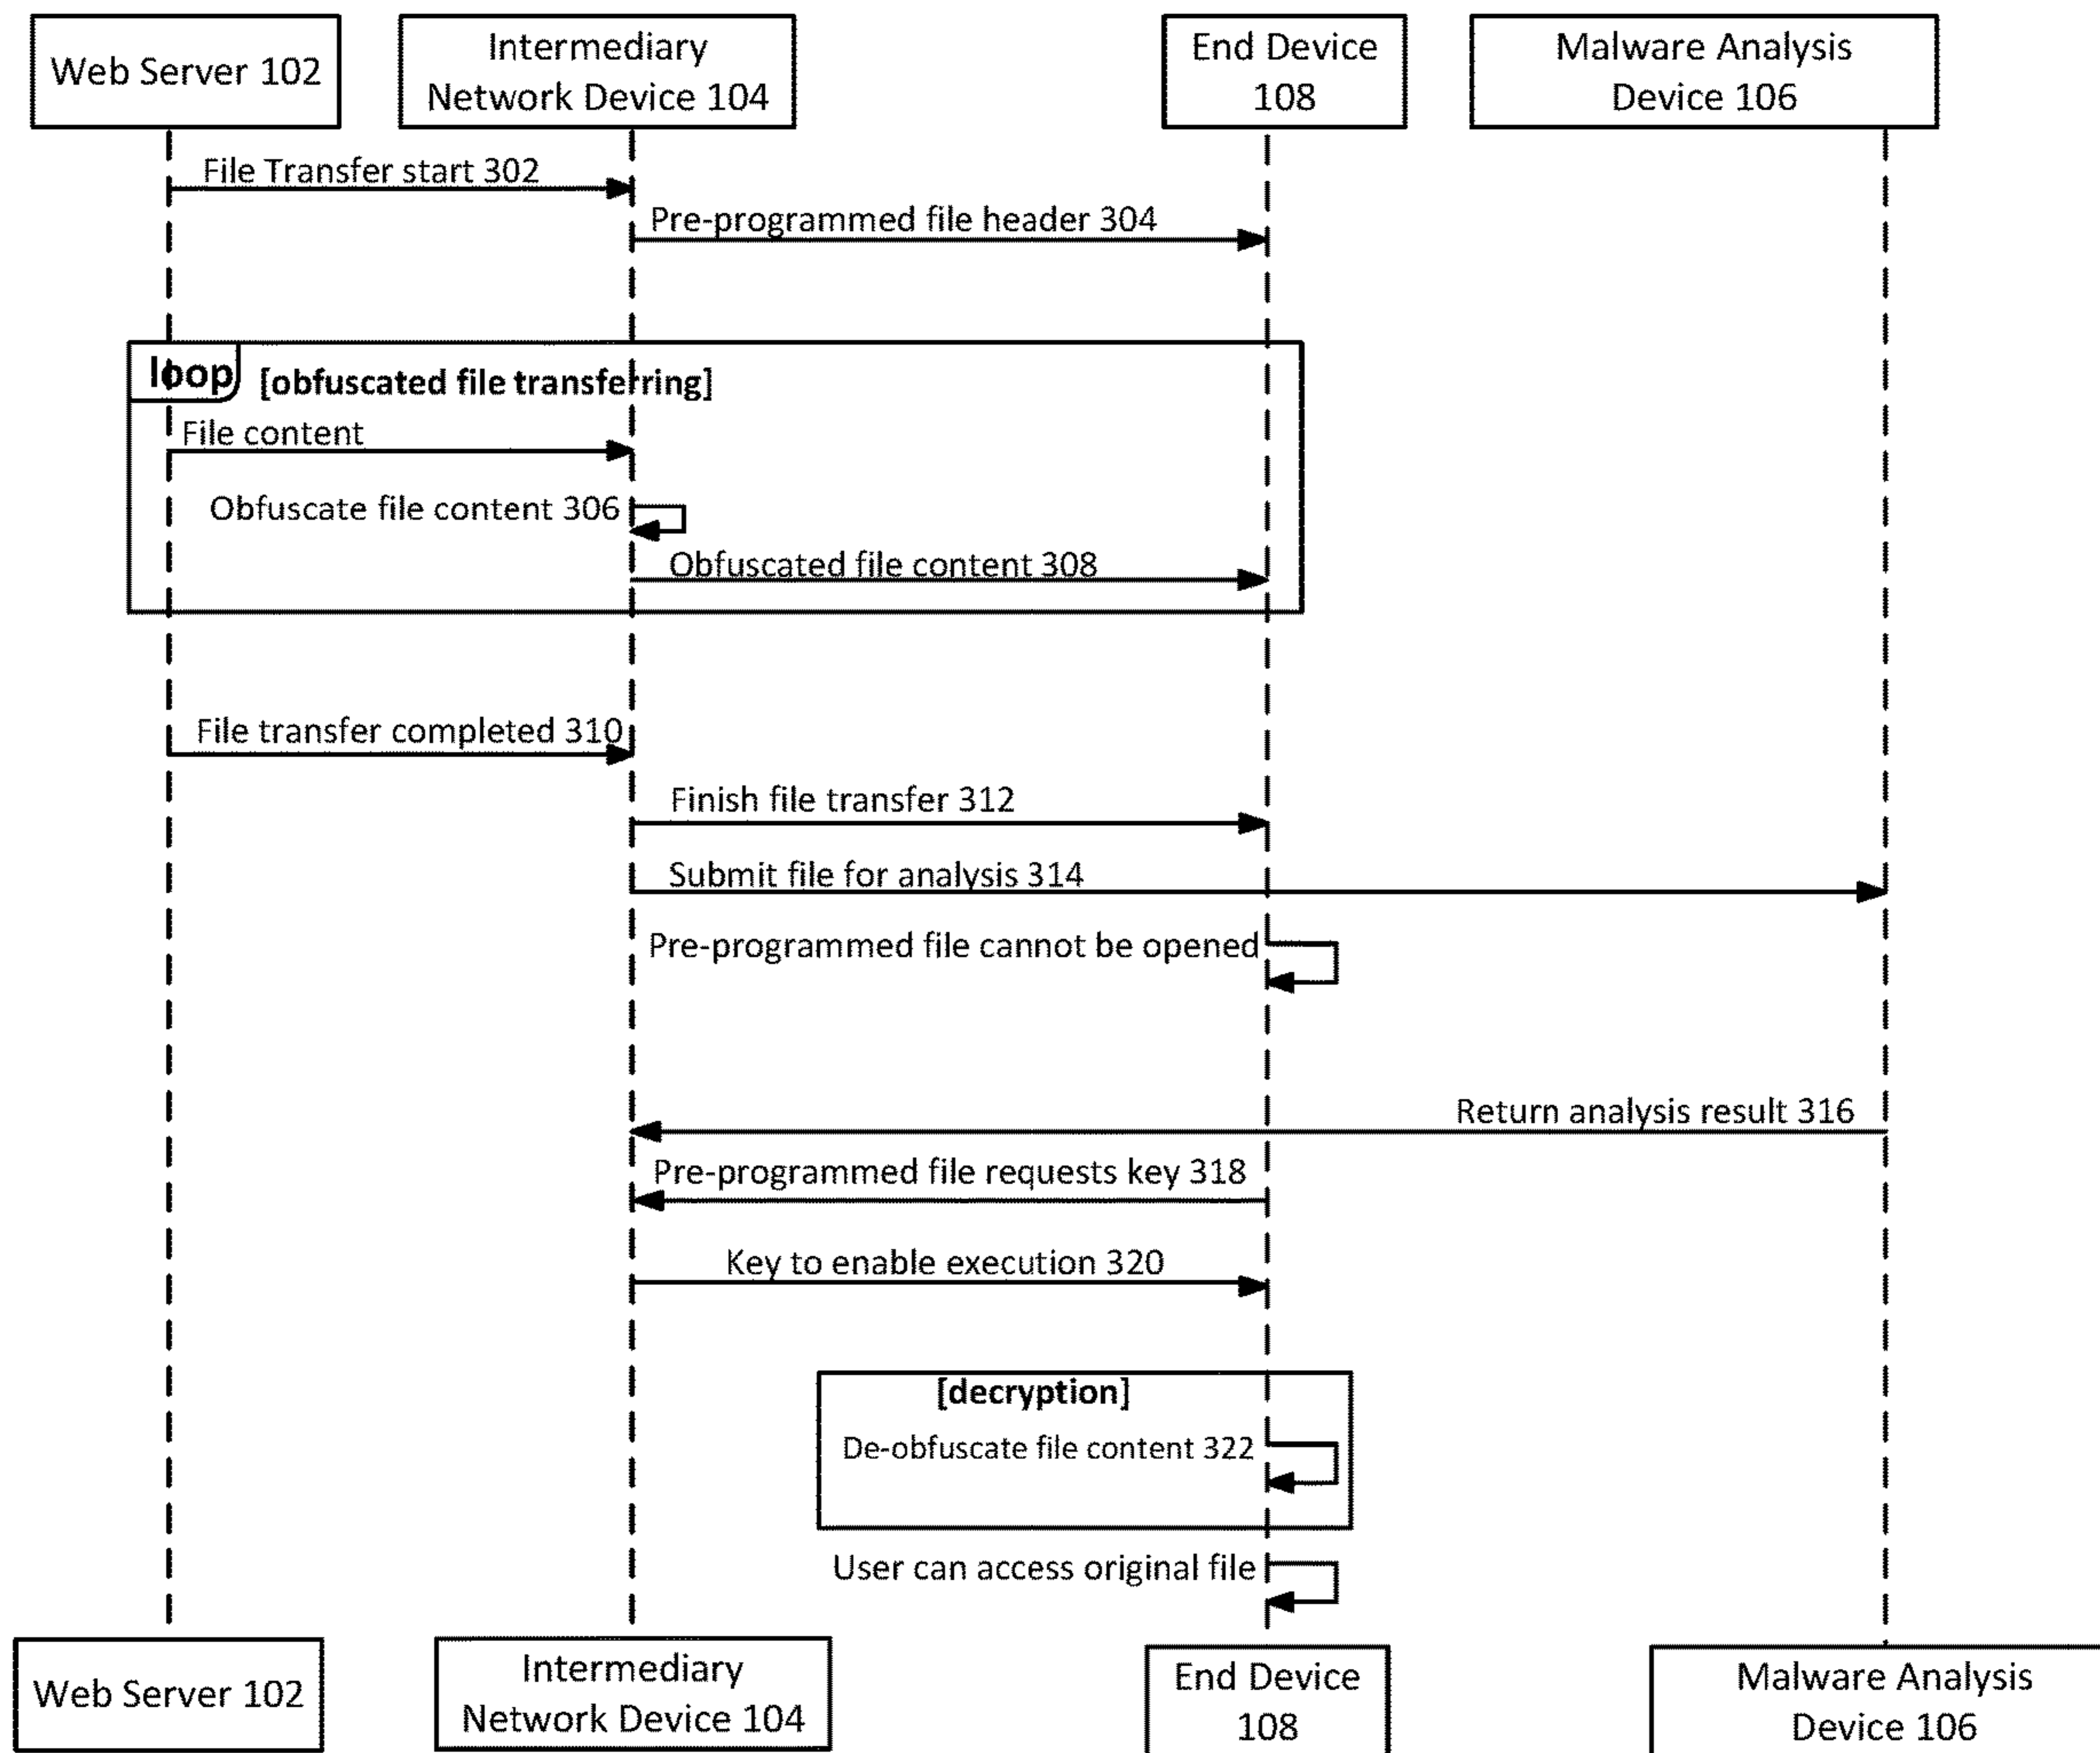 Web Server 102
Intermediary
Network Device 104
End Device
108
Malware Analysis
Device 106
File Transfer start 302
Pre-programmed file header 304
loop
[obfuscated file transferring]
File content
Obfuscate file content 306
Obfuscated file content 308
File transfer completed 310
Finish file transfer 312
Submit file for analysis 314
Pre-programmed file cannot be opened
Return analysis result 316
Pre-programmed file requests key 318
Key to enable execution 320
[decryption]
De-obfuscate file content 322
User can access original file
Web Server 102
Intermediary
Network Device 104
End Device
108
Malware Analysis
Device 106